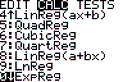 EDIT CALC TESTS
4↑LinReg(ax+b)
5:QuadReg
6:CubicReg
7:QuartReg
8:LinReg(a+bx)
9:LnReg
0↓ExpReg